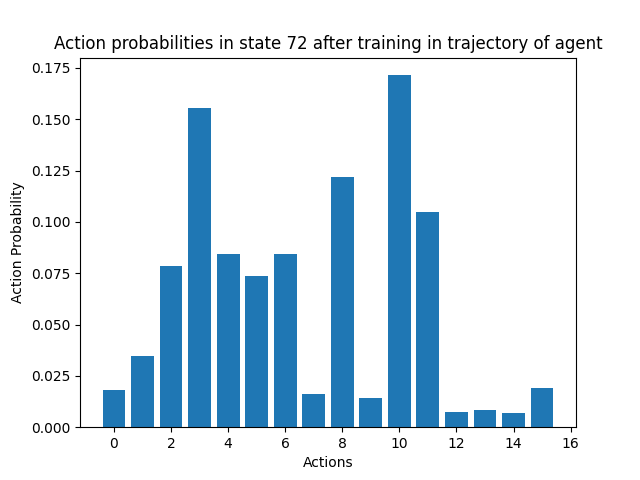 Action probabilities in state 72 after training in trajectory of agent
0.175
0.150
0.125
0.100
0.075
0.050
0.025
0.000
Action Probability
0 2 4 6 8 10 12 14 16
Actions